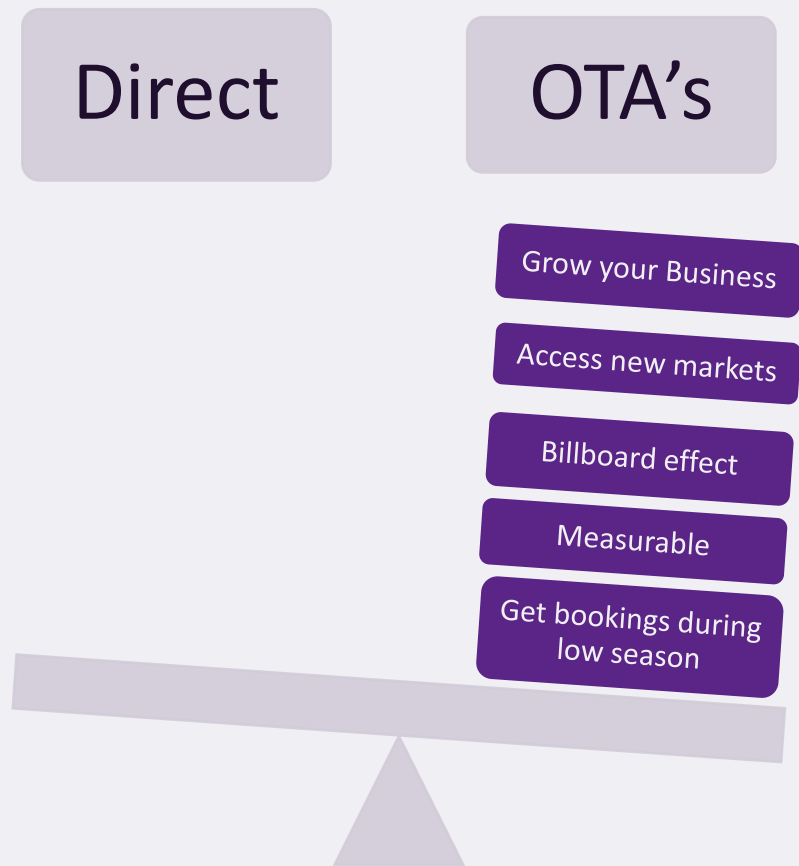 Direct
OTA’s
Grow your Business
Access new markets
Billboard effect
Measurable
Get bookings during
low season